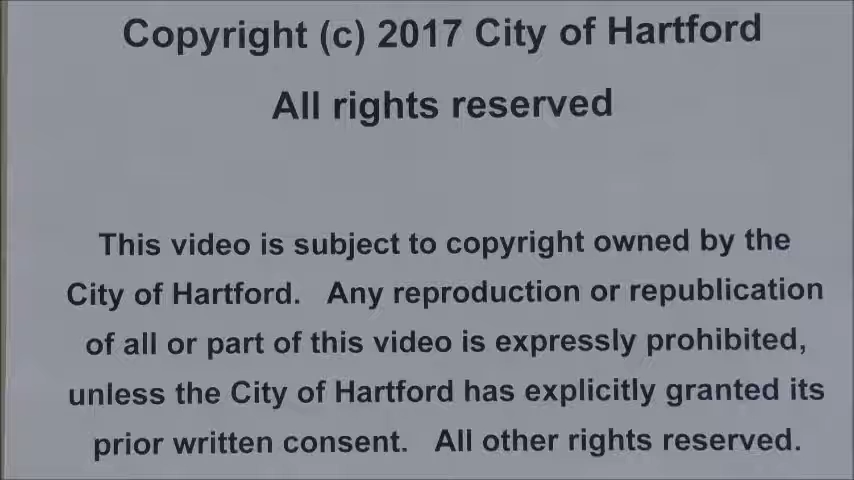 Copyright (c) 2017 City of Hartford
All rights reserved
This video is subject to copyright owned by the
City of Hartford.   Any reproduction or republication
of all or part of this video is expressly prohibited,
unless the City of Hartford has explicitly granted its
prior written consent.   All other rights reserved.